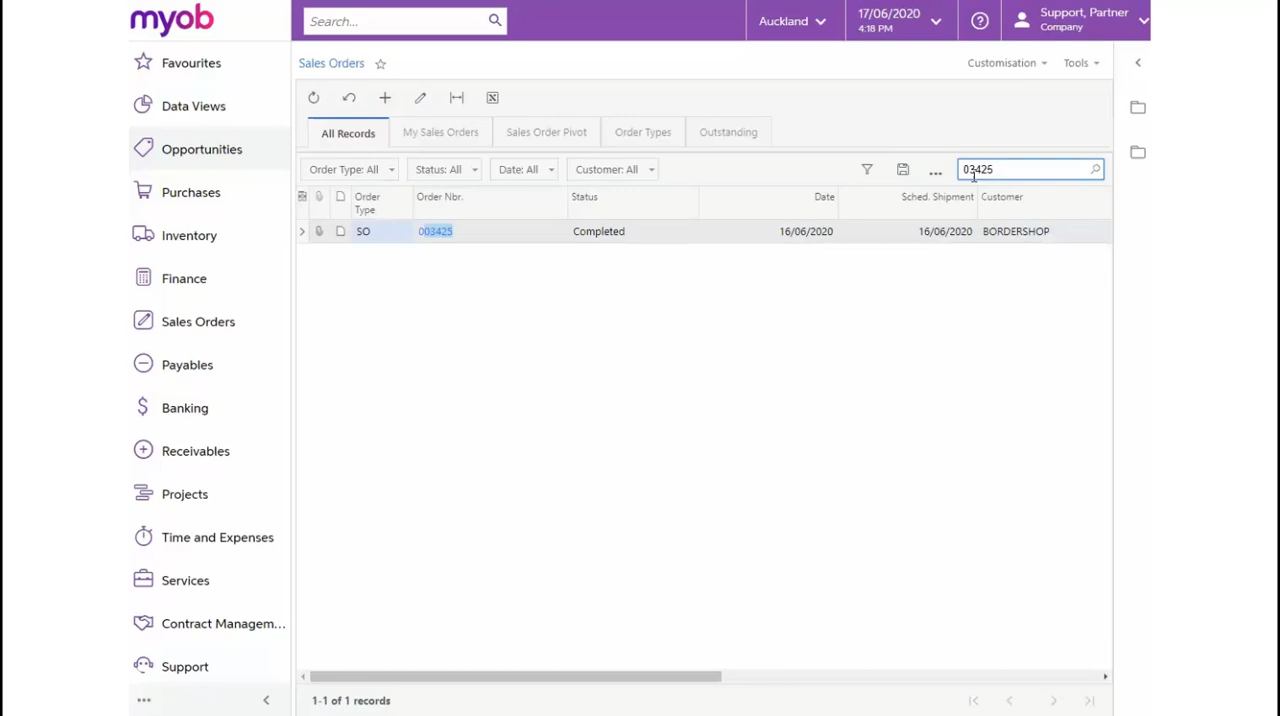 myob
Search...
Auckland
17/06/2020
4:18 PM
Support, Partner
Company
Favourites
Data Views
Opportunities
Purchases
Inventory
Finance
Sales Orders
Payables
Banking
Receivables
Projects
Time and Expenses
Services
Contract Managem...
Support
Sales Orders
Customisation
Tools
All Records
My Sales Orders
Sales Order Pivot
Order Types
Outstanding
Order Type: All
Status: All
Date: All
Customer: All
03425
Order
Type
Order Nbr.
Status
Date
Sched. Shipment
Customer
SO
003425
Completed
16/06/2020
16/06/2020
BORDERSHOP
1-1 of 1 records